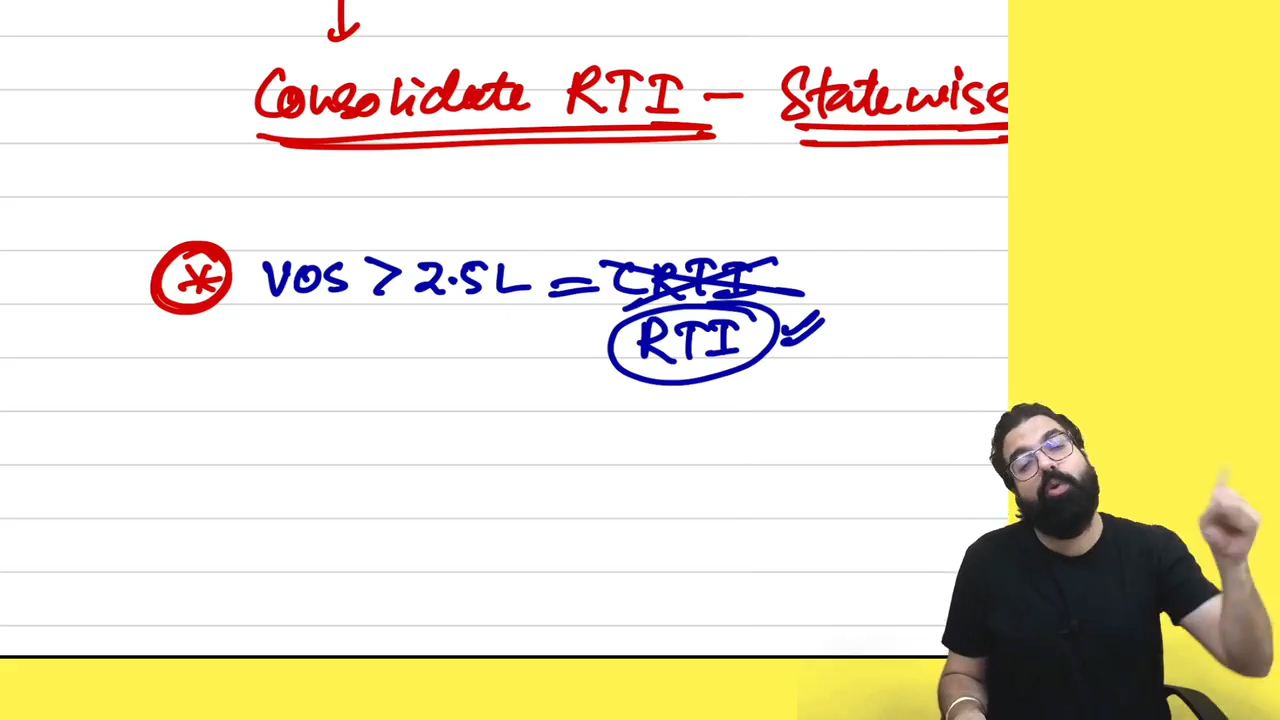 Consolidate RTI - Statewise
* VOS > 2.5L = CRTI
RTI